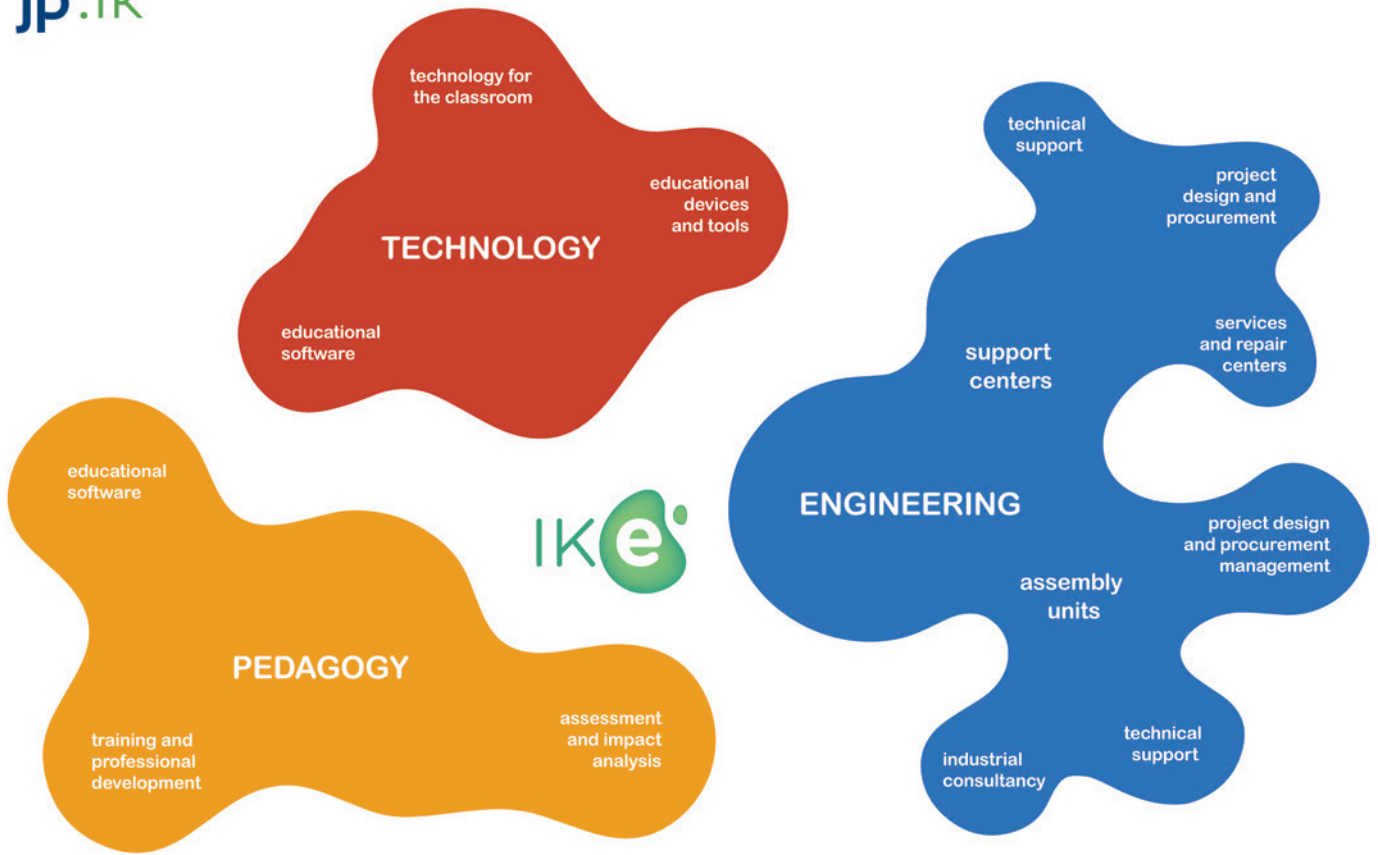 jp.IK
technology for
the classroom
educational
devices
and tools
TECHNOLOGY
educational
software
technical
support
project
design and
procurement
services
and repair
centers
support
centers
ENGINEERING
project design
and procurement
management
assembly
units
technical
support
industrial
consultancy
IKe
educational
software
PEDAGOGY
training and
professional
development
assessment
and impact
analysis